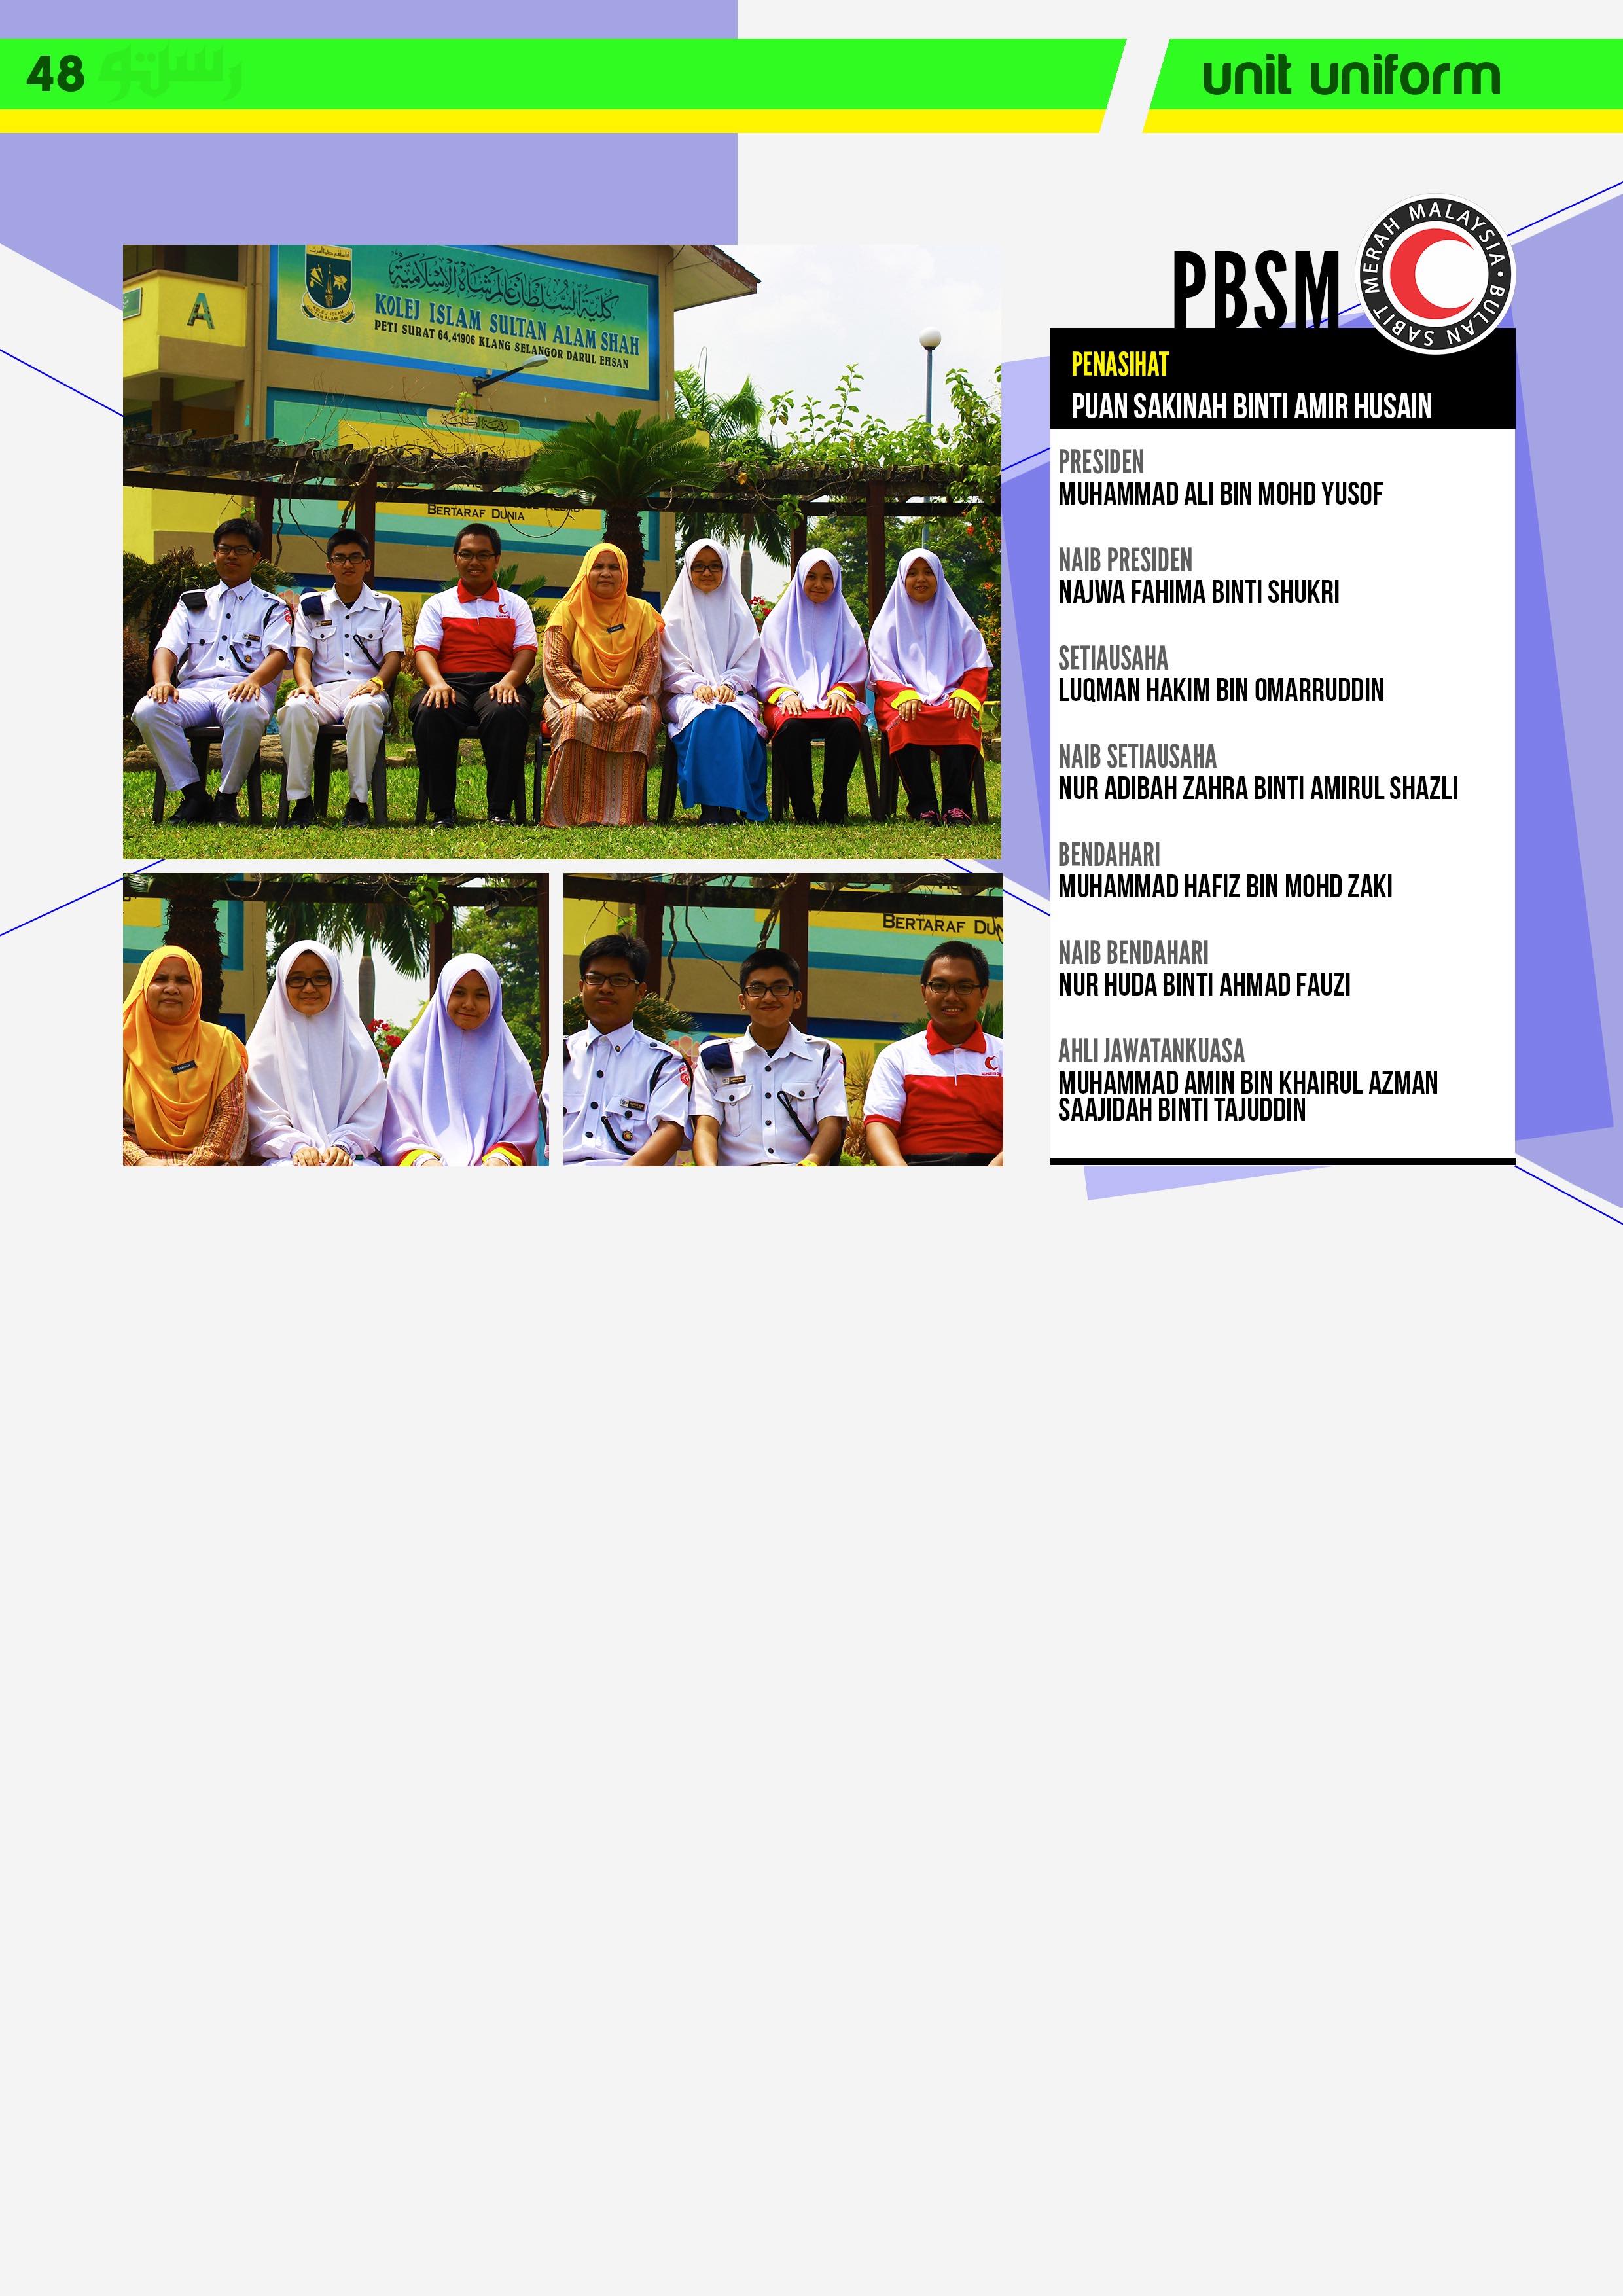 48 رستو
unit uniform
كلية السلطان عالم شاه الإسلامية
KOLEJ ISLAM SULTAN ALAM SHAH
PETI SURAT 64,41906 KLANG SELANGOR DARUL EHSAN
A
BERTARAF DUNIA
BERTARAF DUN
PBSM
BULAN SABIT MERAH MALAYSIA
PENASIHAT
PUAN SAKINAH BINTI AMIR HUSAIN
PRESIDEN
MUHAMMAD ALI BIN MOHD YUSOF
NAIB PRESIDEN
NAJWA FAHIMA BINTI SHUKRI
SETIAUSAHA
LUQMAN HAKIM BIN OMARRUDDIN
NAIB SETIAUSAHA
NUR ADIBAH ZAHRA BINTI AMIRUL SHAZLI
BENDAHARI
MUHAMMAD HAFIZ BIN MOHD ZAKI
NAIB BENDAHARI
NUR HUDA BINTI AHMAD FAUZI
AHLI JAWATANKUASA
MUHAMMAD AMIN BIN KHAIRUL AZMAN
SAAJIDAH BINTI TAJUDDIN